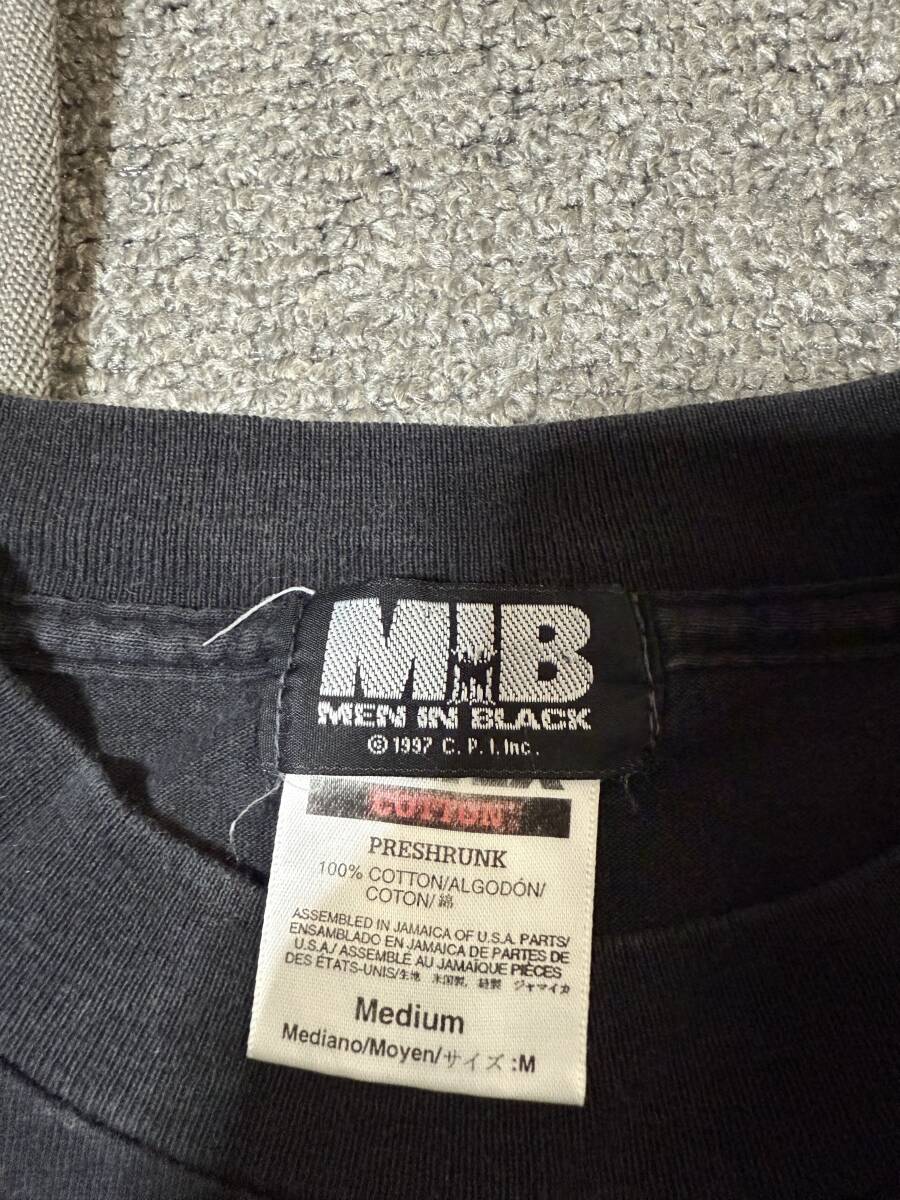 MIB
MEN IN BLACK
© 1997 C. P. I. Inc.
COTTON
PRESHRUNK
100% COTTON/ALGODÓN/
COTON/綿
ASSEMBLED IN JAMAICA OF U.S.A. PARTS/
ENSAMBLADO EN JAMAICA DE PARTES DE
U.S.A./ ASSEMBLÉ AU JAMAÏQUE PIÈCES
DES ÉTATS-UNIS/生地 米国製, 縫製 ジャマイカ
Medium
Mediano/Moyen/サイズ :M